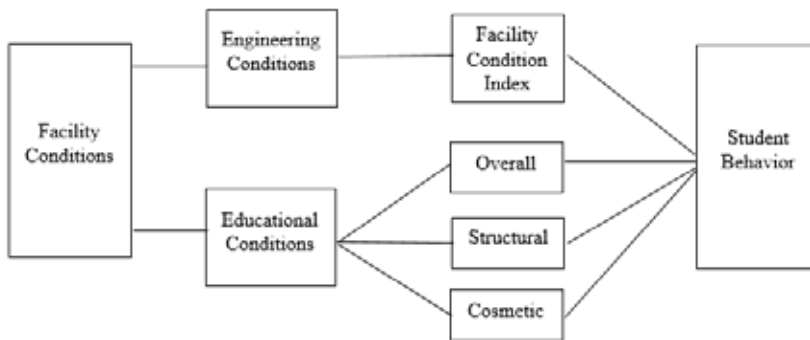 Facility
Conditions
Engineering
Conditions
Educational
Conditions
Facility
Condition
Index
Overall
Structural
Cosmetic
Student
Behavior